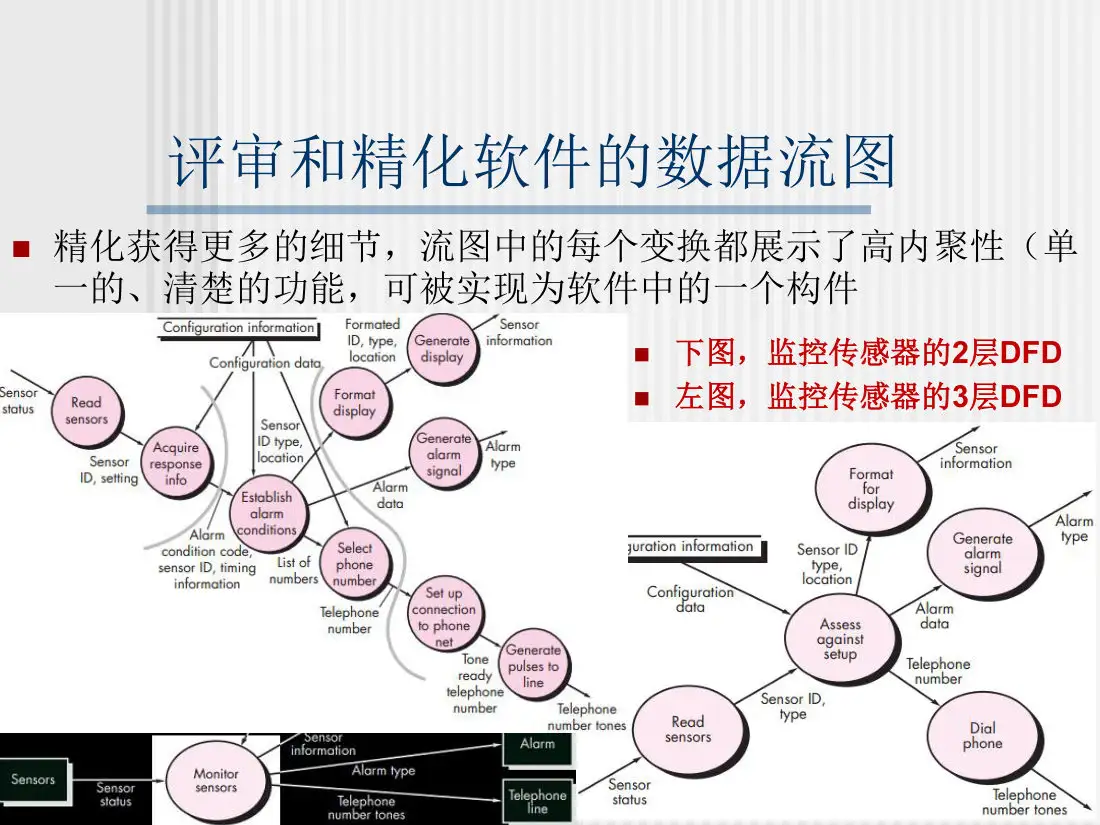 评审和精化软件的数据流图
精化获得更多的细节，流图中的每个变换都展示了高内聚性（单
一的、清楚的功能，可被实现为软件中的一个构件
下图，监控传感器的2层DFD
左图，监控传感器的3层DFD
Configuration information
Configuration data
Sensor
status
Read
sensors
Sensor
ID, setting
Acquire
response
info
Alarm
condition code,
sensor ID, timing
information
Establish
alarm
conditions
Sensor
ID type,
location
Format
display
Formated
ID, type,
location
Generate
display
Sensor
information
Alarm
data
Generate
alarm
signal
Alarm
type
List of
numbers
Select
phone
number
Telephone
number
Set up
connection
to phone
net
Tone
ready
telephone
number
Generate
pulses to
line
Telephone
number tones
Sensors
Sensor
status
Monitor
sensors
Sensor
information
Alarm type
Telephone
number tones
Alarm
Telephone
line
guration information
Configuration
data
Sensor
status
Read
sensors
Sensor ID,
type
Assess
against
setup
Sensor ID
type,
location
Format
for
display
Sensor
information
Alarm
data
Generate
alarm
signal
Alarm
type
Telephone
number
Dial
phone
Telephone
number tones